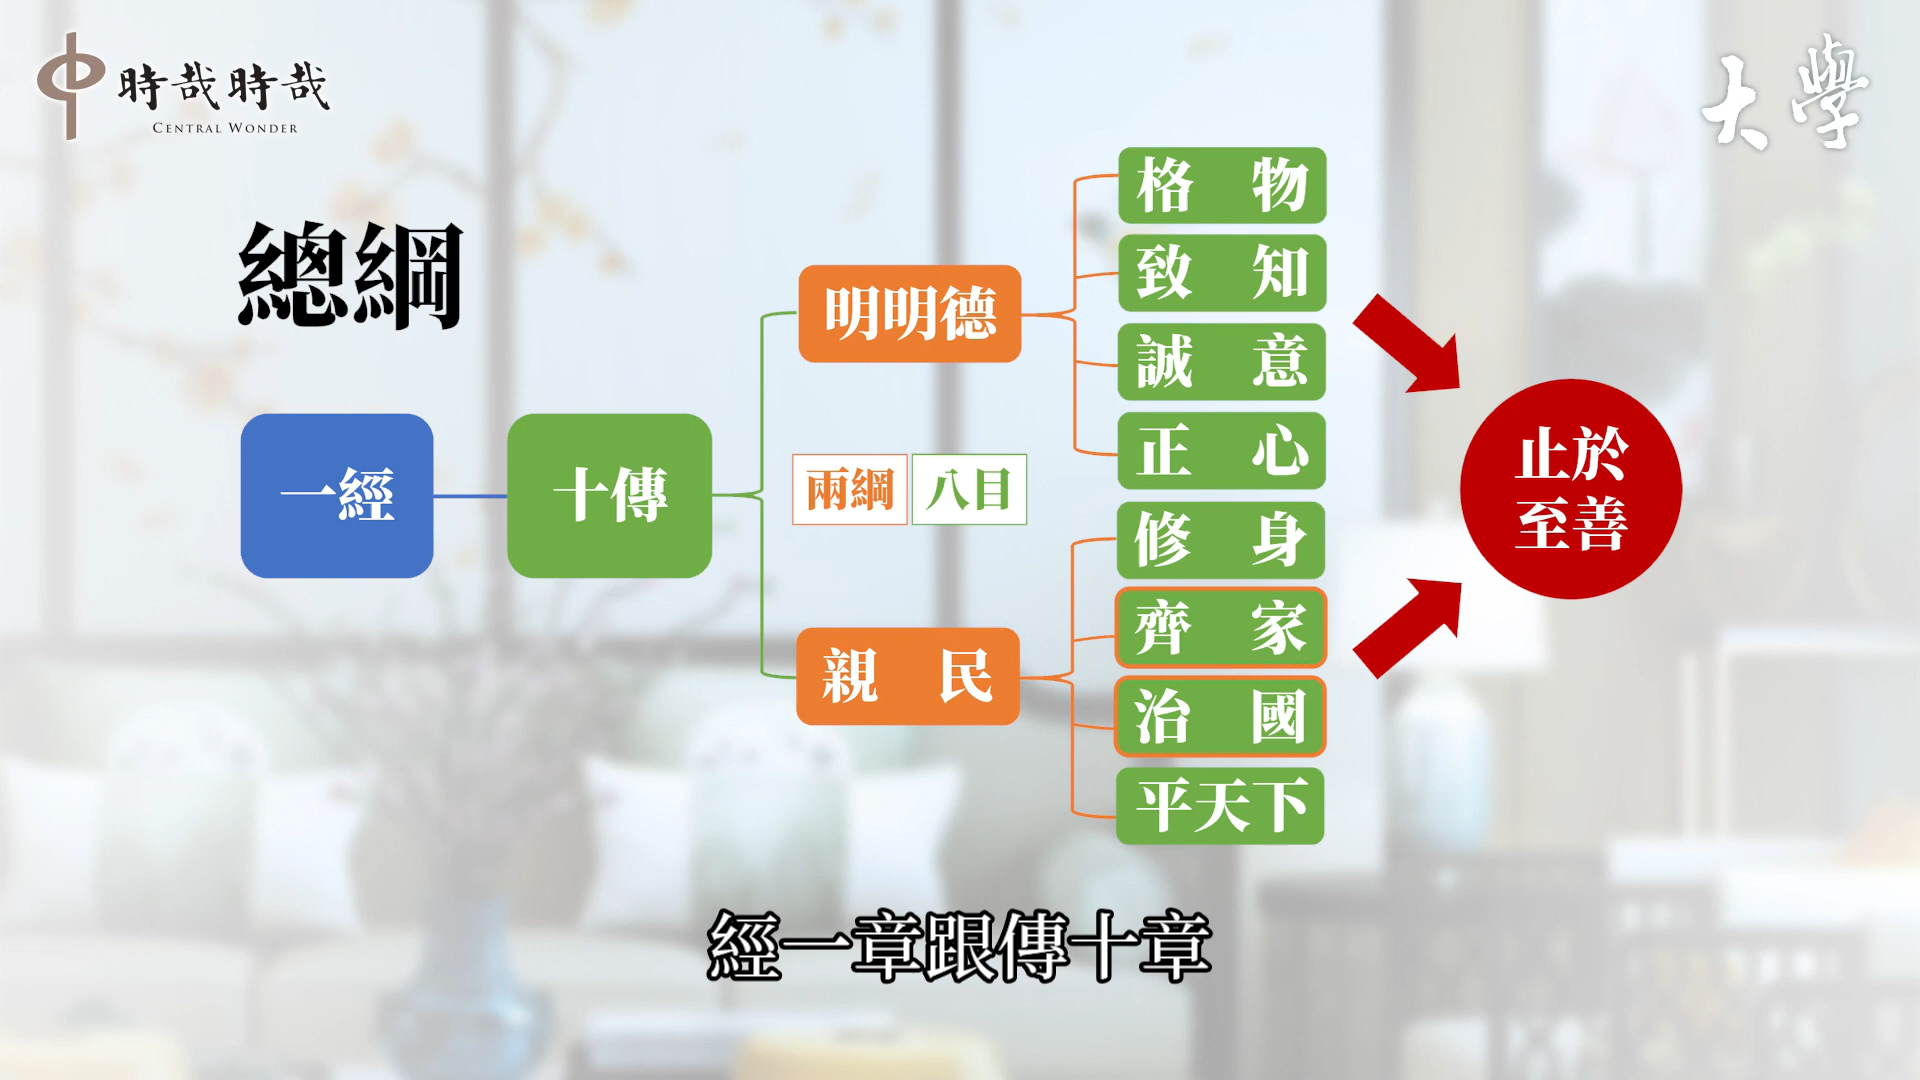 時哉時哉
CENTRAL WONDER
大學
總綱
一經
十傳
明明德
兩綱
八目
親民
格物
致知
誠意
正心
修身
齊家
治國
平天下
止於
至善
經一章跟傳十章